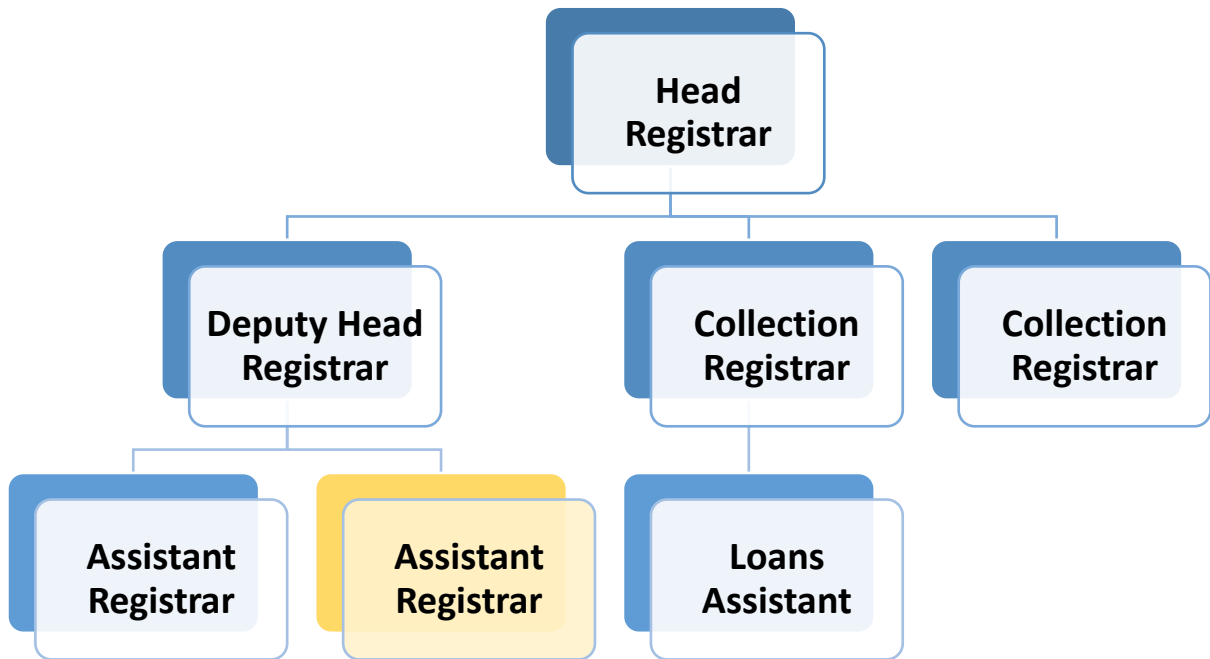 Head
Registrar
Deputy Head
Registrar
Collection
Registrar
Collection
Registrar
Assistant
Registrar
Assistant
Registrar
Loans
Assistant